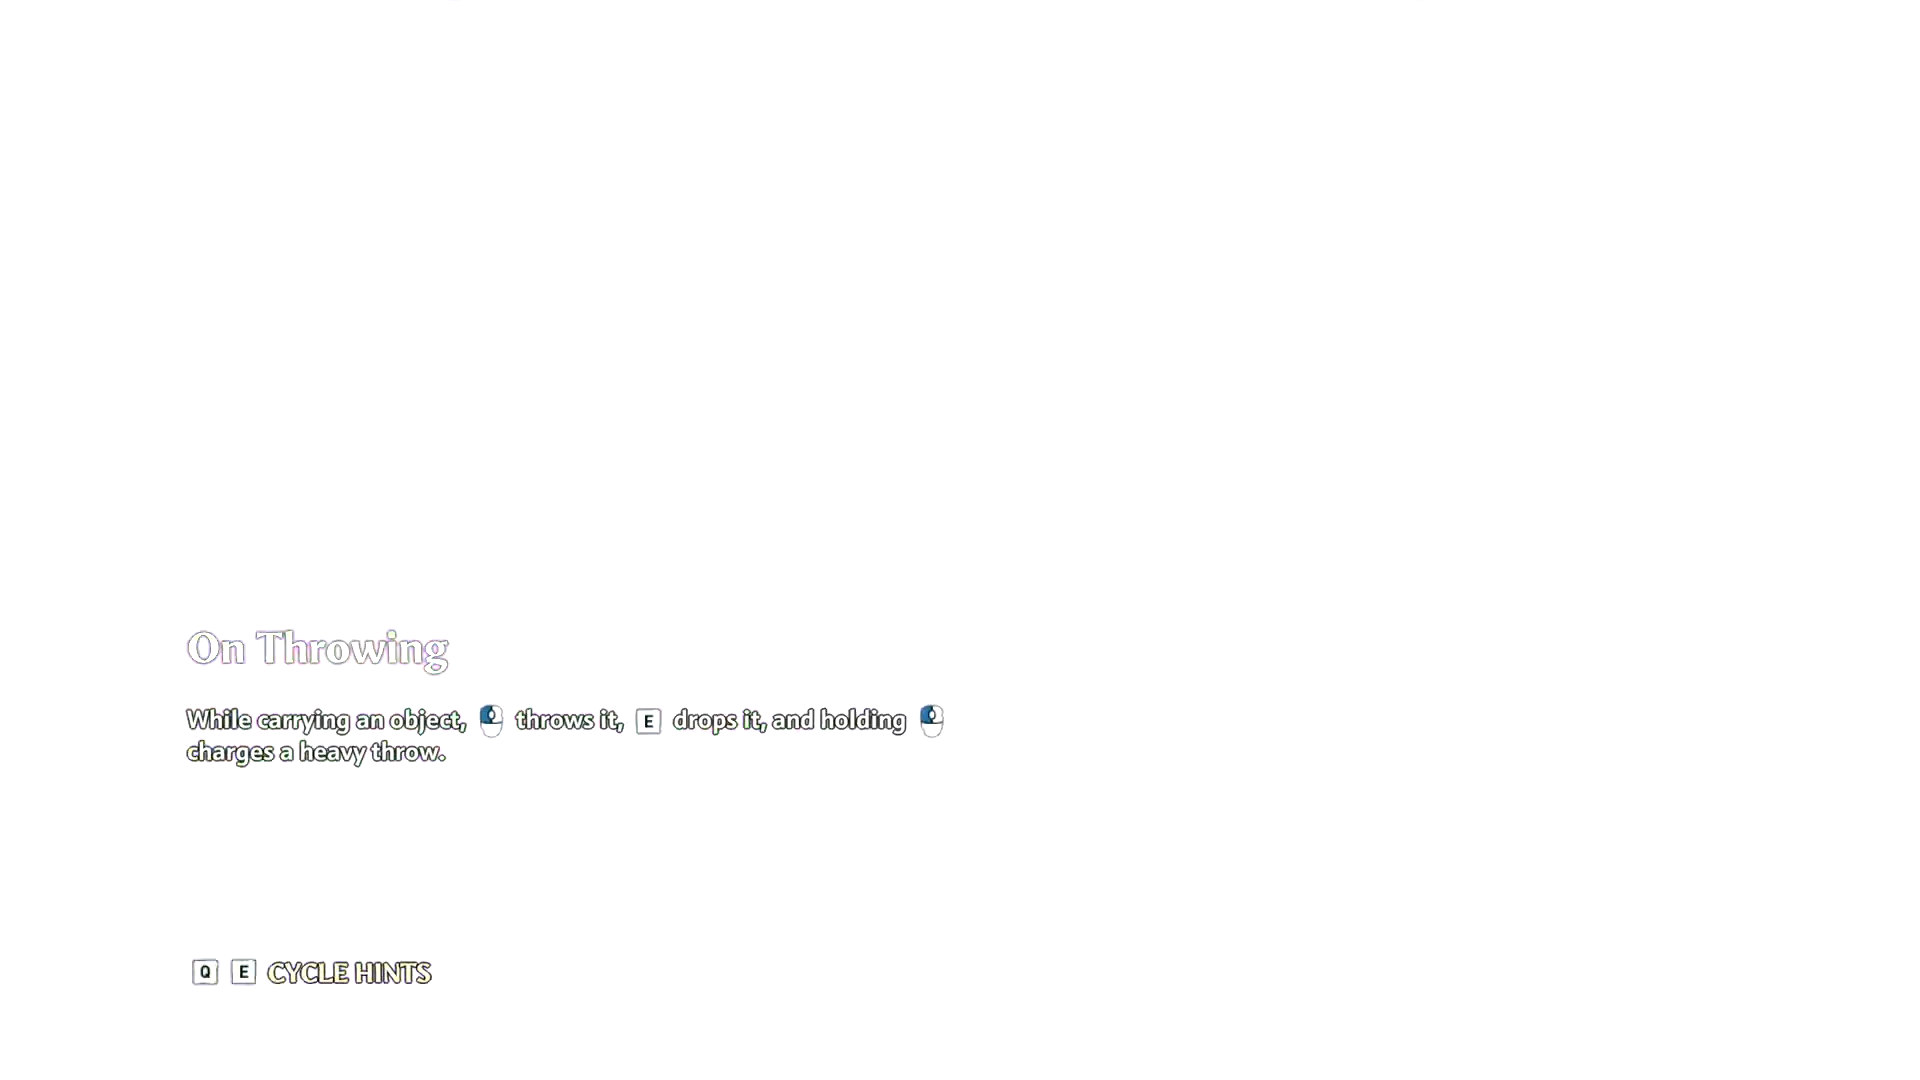 On Throwing
While carrying an object, throws it, E drops it, and holding
charges a heavy throw.
Q E CYCLE HINTS